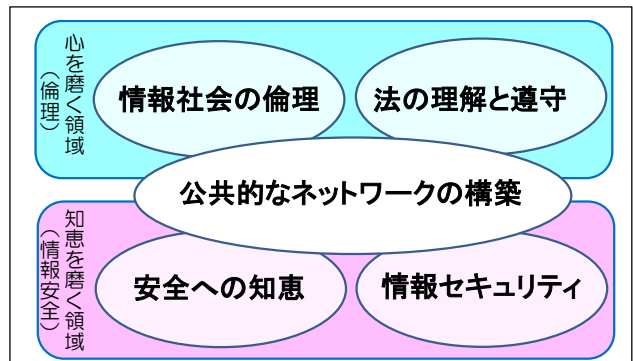 心を磨く領域
（倫理）
情報社会の倫理
法の理解と遵守
公共的なネットワークの構築
知恵を磨く領域
（情報安全）
安全への知恵
情報セキュリティ